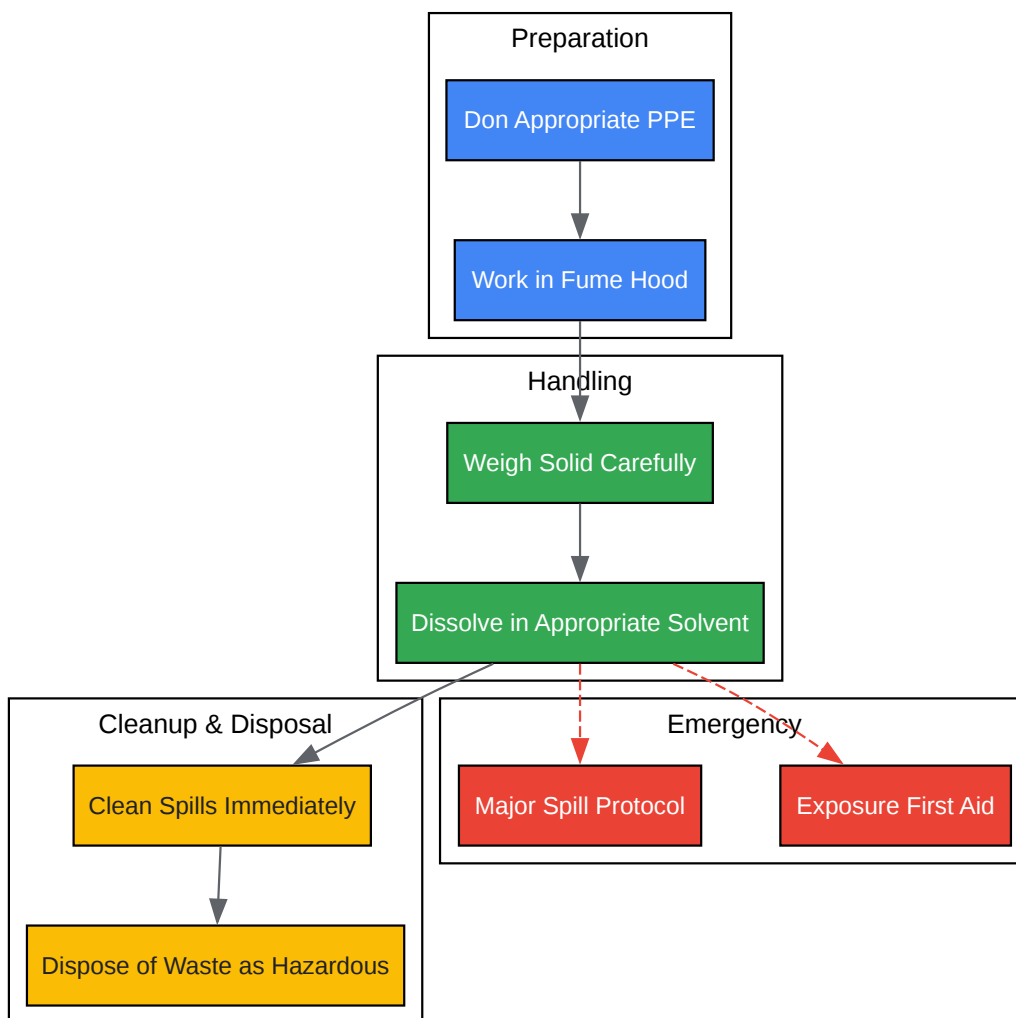 Preparation
Don Appropriate PPE
Work in Fume Hood
Handling
Weigh Solid Carefully
Dissolve in Appropriate Solvent
Cleanup & Disposal
Clean Spills Immediately
Dispose of Waste as Hazardous
Emergency
Major Spill Protocol
Exposure First Aid